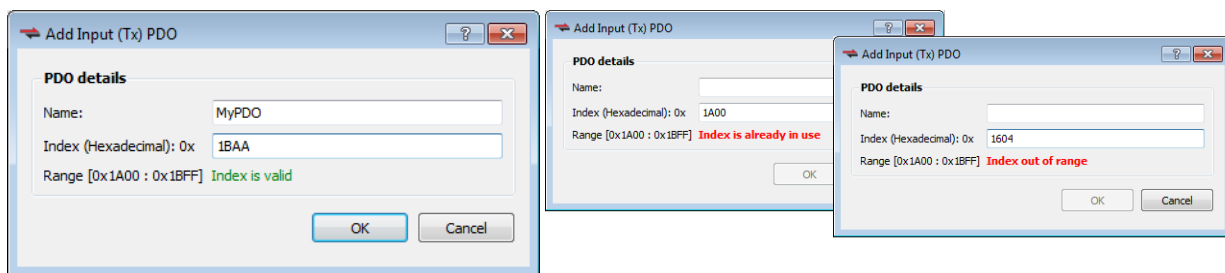 Add Input (Tx) PDO
PDO details
Name: MyPDO
Index (Hexadecimal): 0x 1BAA
Range [0x1A00 : 0x1BFF] Index is valid
OK Cancel
Add Input (Tx) PDO
PDO details
Name:
Index (Hexadecimal): 0x 1A00
Range [0x1A00 : 0x1BFF] Index is already in use
OK
Add Input (Tx) PDO
PDO details
Name:
Index (Hexadecimal): 0x 1604
Range [0x1A00 : 0x1BFF] Index out of range
OK Cancel